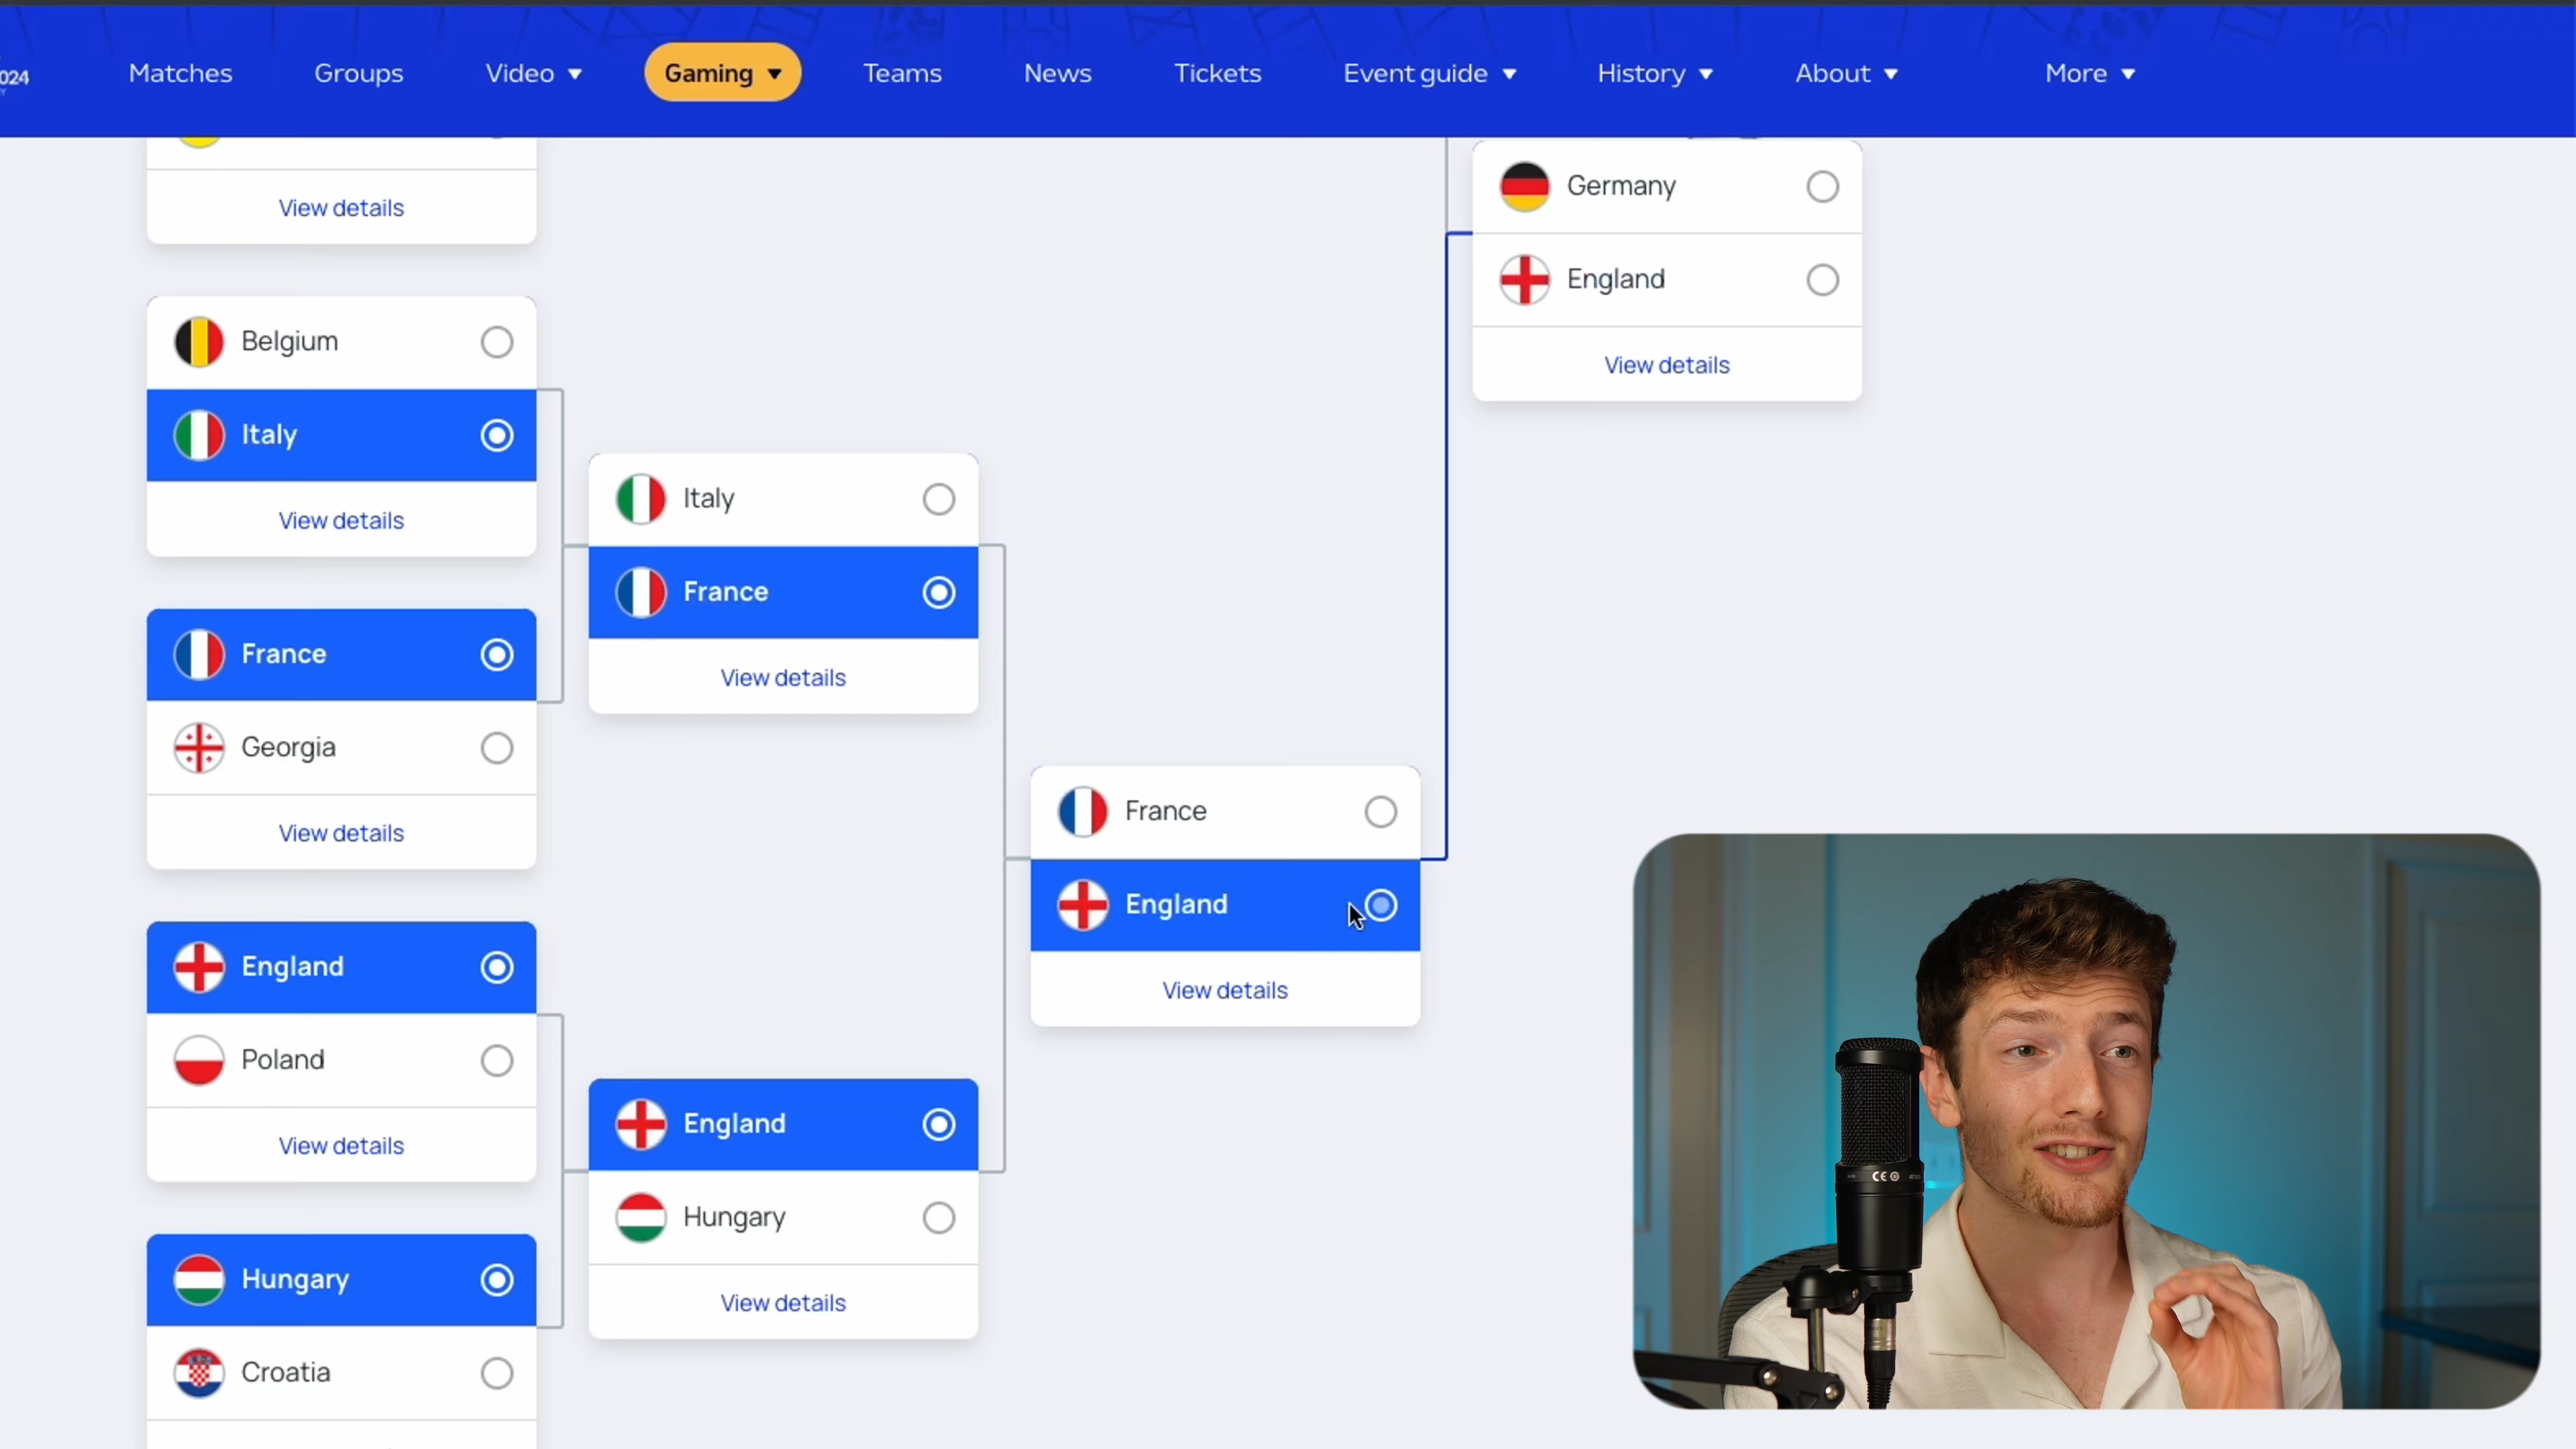 024
Matches Groups Video Gaming Teams News Tickets Event guide History About More
View details
Germany
England
View details
Belgium
Italy
View details
Italy
France
View details
France
Georgia
View details
France
England
View details
England
Poland
View details
England
Hungary
View details
Hungary
Croatia
CE